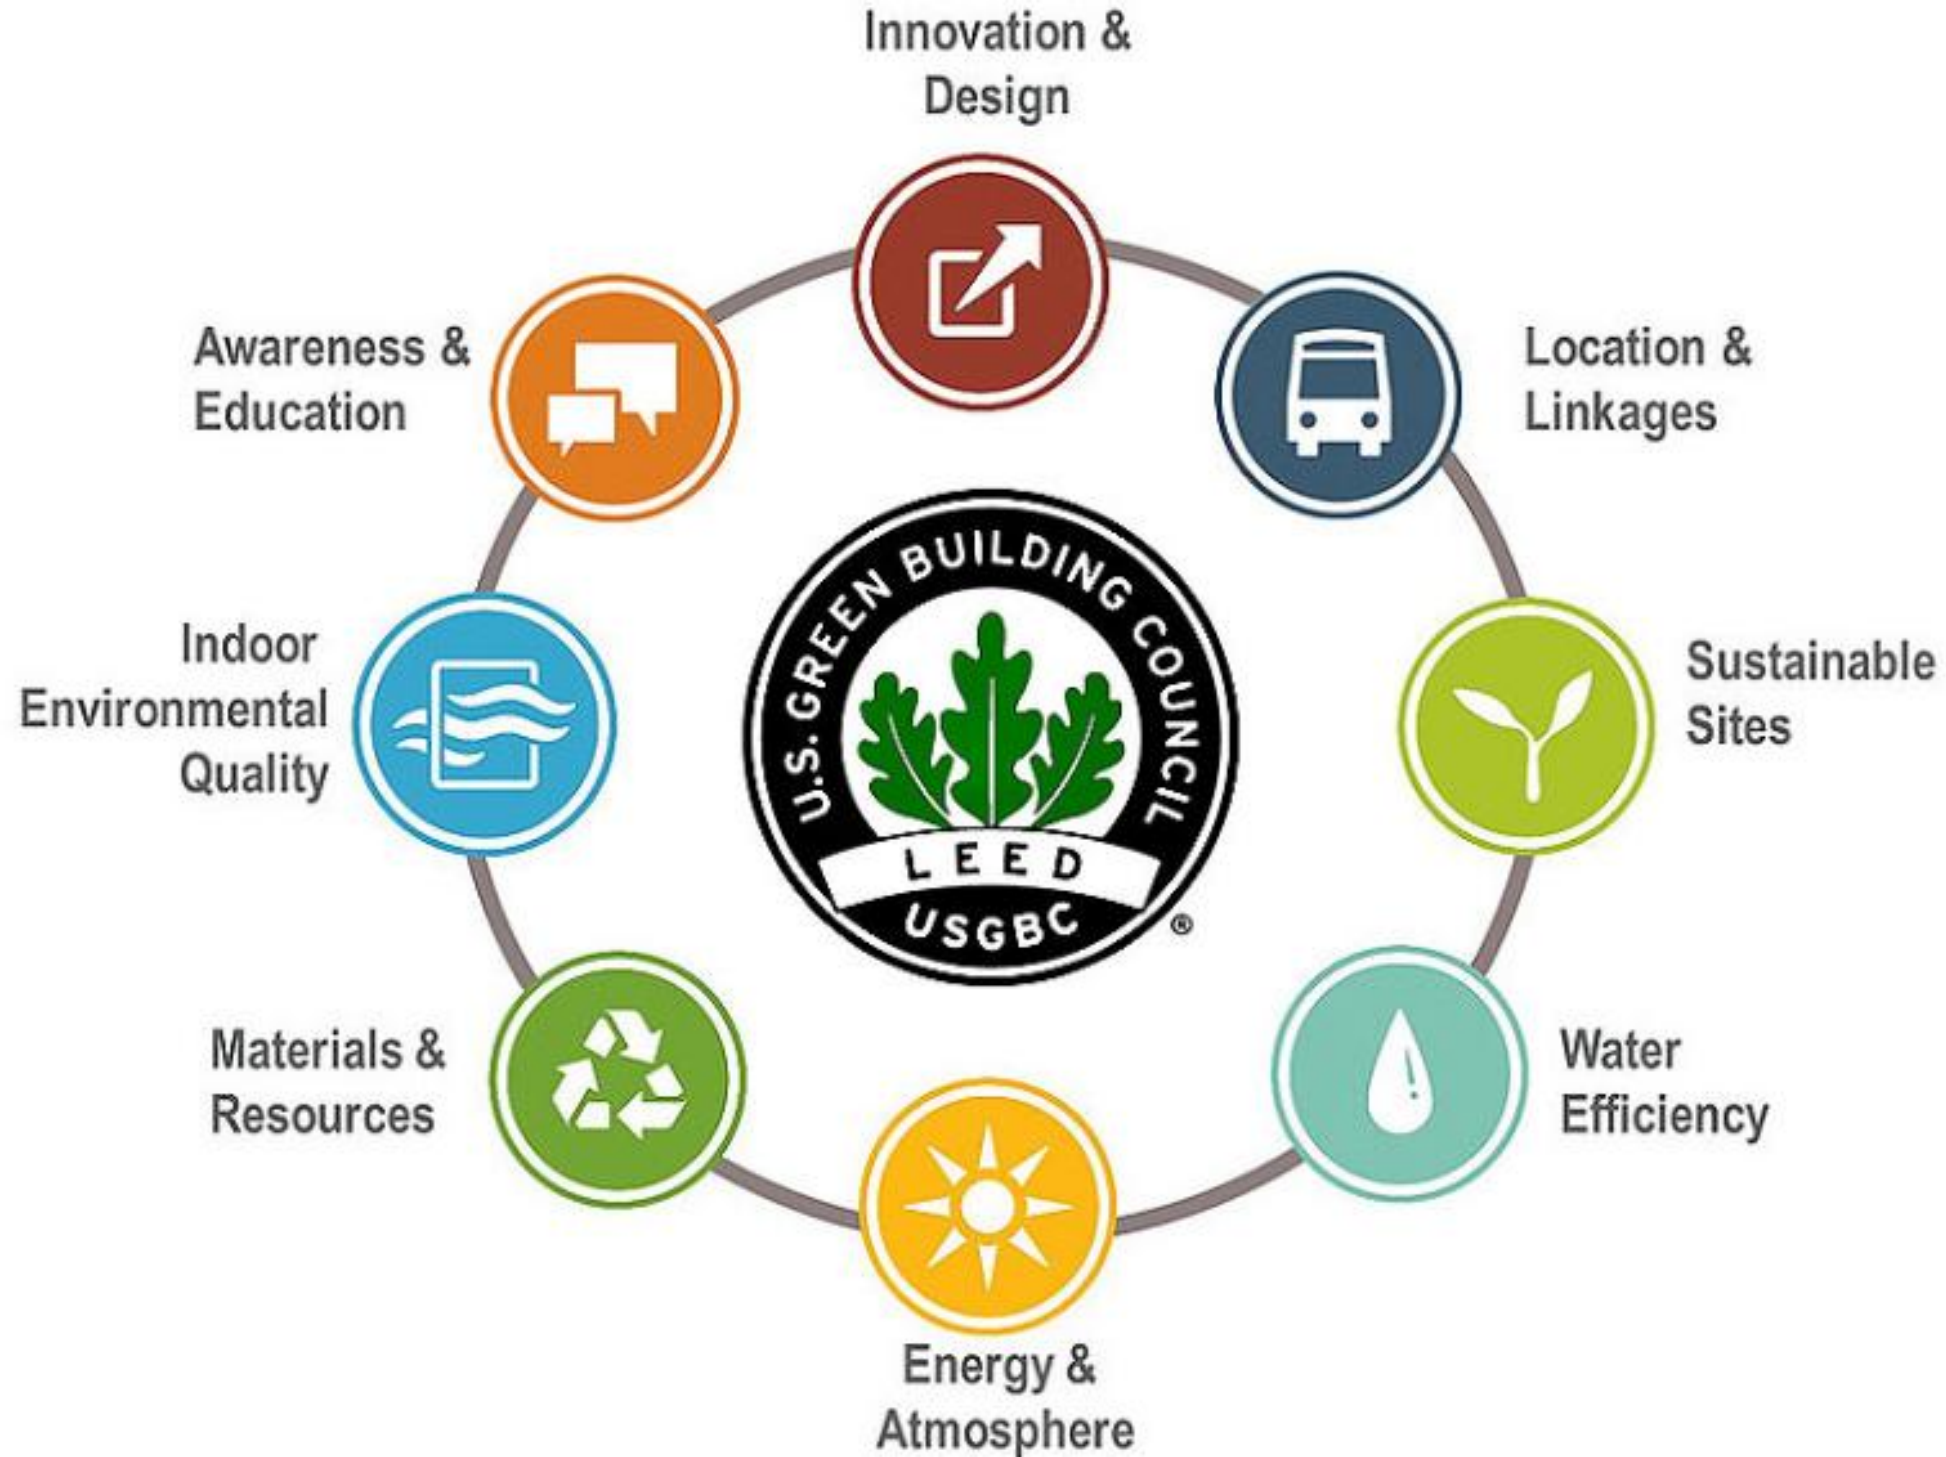 Innovation &
Design
Awareness &
Education
Location &
Linkages
U.S. GREEN BUILDING COUNCIL
LEED
USGBC
®
Indoor
Environmental
Quality
Sustainable
Sites
Materials &
Resources
Water
Efficiency
Energy &
Atmosphere